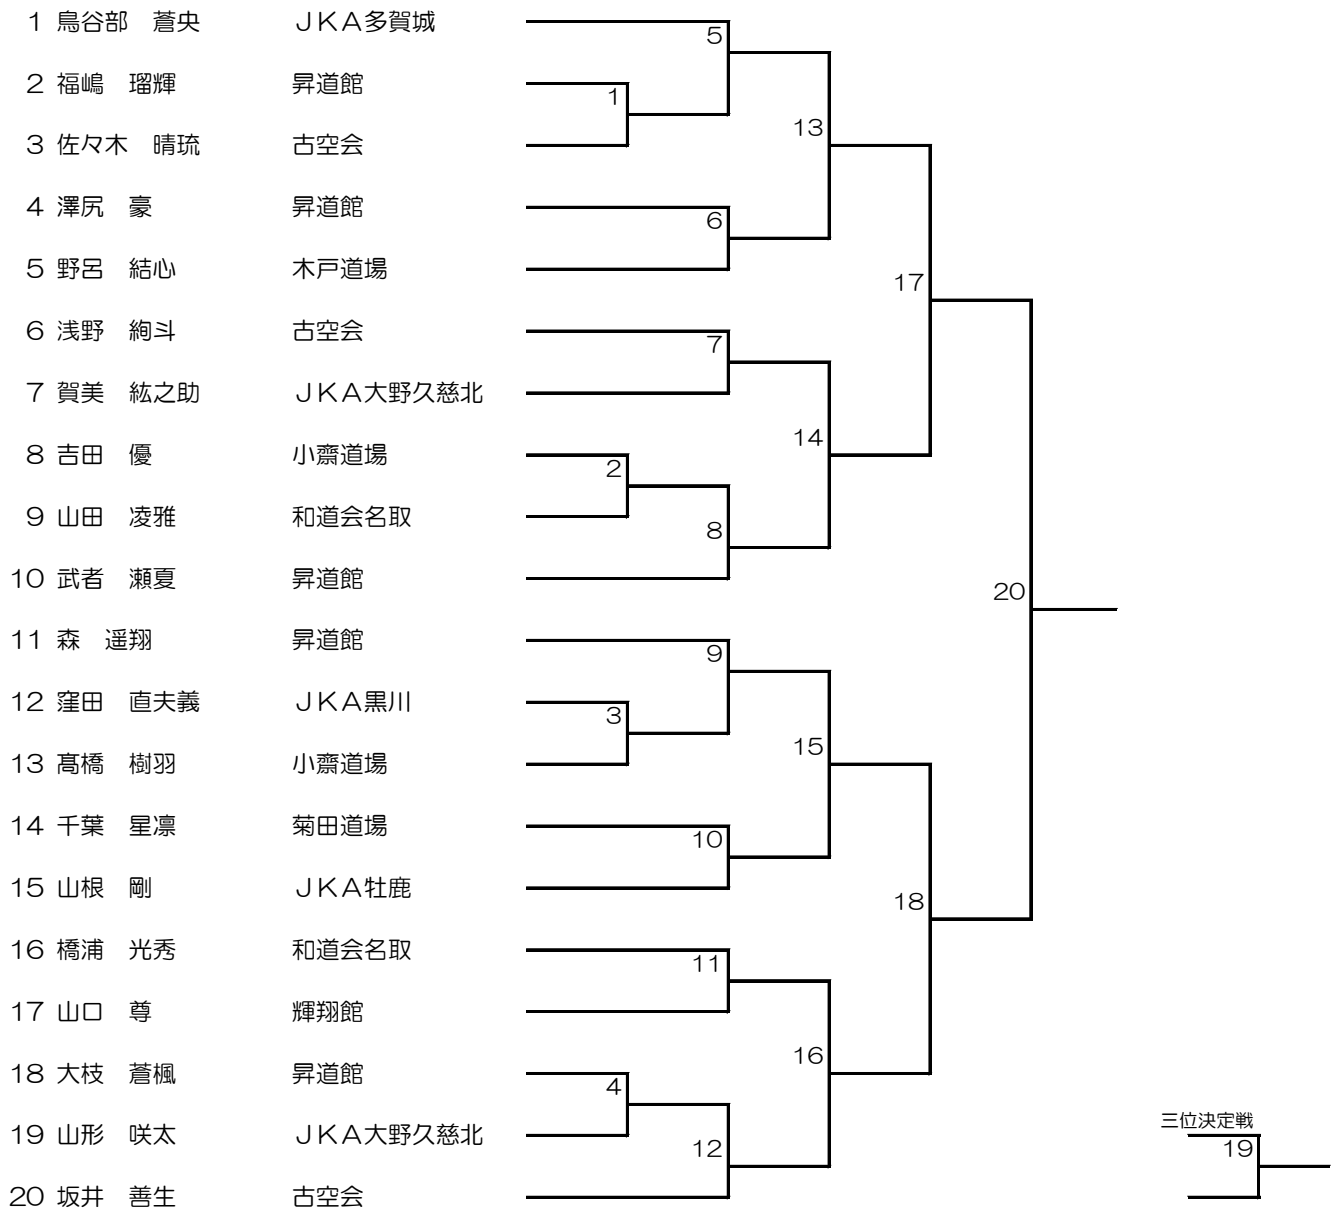 1 鳥谷部 蒼央 ＪＫＡ多賀城
5
2 福嶋 瑠輝 昇道館
1
13
3 佐々木 晴琉 古空会
4 澤尻 豪 昇道館
6
5 野呂 結心 木戸道場
17
6 浅野 絢斗 古空会
7
7 賀美 紘之助 ＪＫＡ大野久慈北
14
8 吉田 優 小齋道場
2
9 山田 凌雅 和道会名取
8
10 武者 瀬夏 昇道館
20
11 森 遥翔 昇道館
9
12 窪田 直夫義 ＪＫＡ黒川
3
15
13 髙橋 樹羽 小齋道場
14 千葉 星凛 菊田道場
10
15 山根 剛 ＪＫＡ牡鹿
18
16 橋浦 光秀 和道会名取
11
17 山口 尊 輝翔館
16
18 大枝 蒼楓 昇道館
4
三位決定戦
19 山形 咲太 ＪＫＡ大野久慈北
12
19
20 坂井 善生 古空会